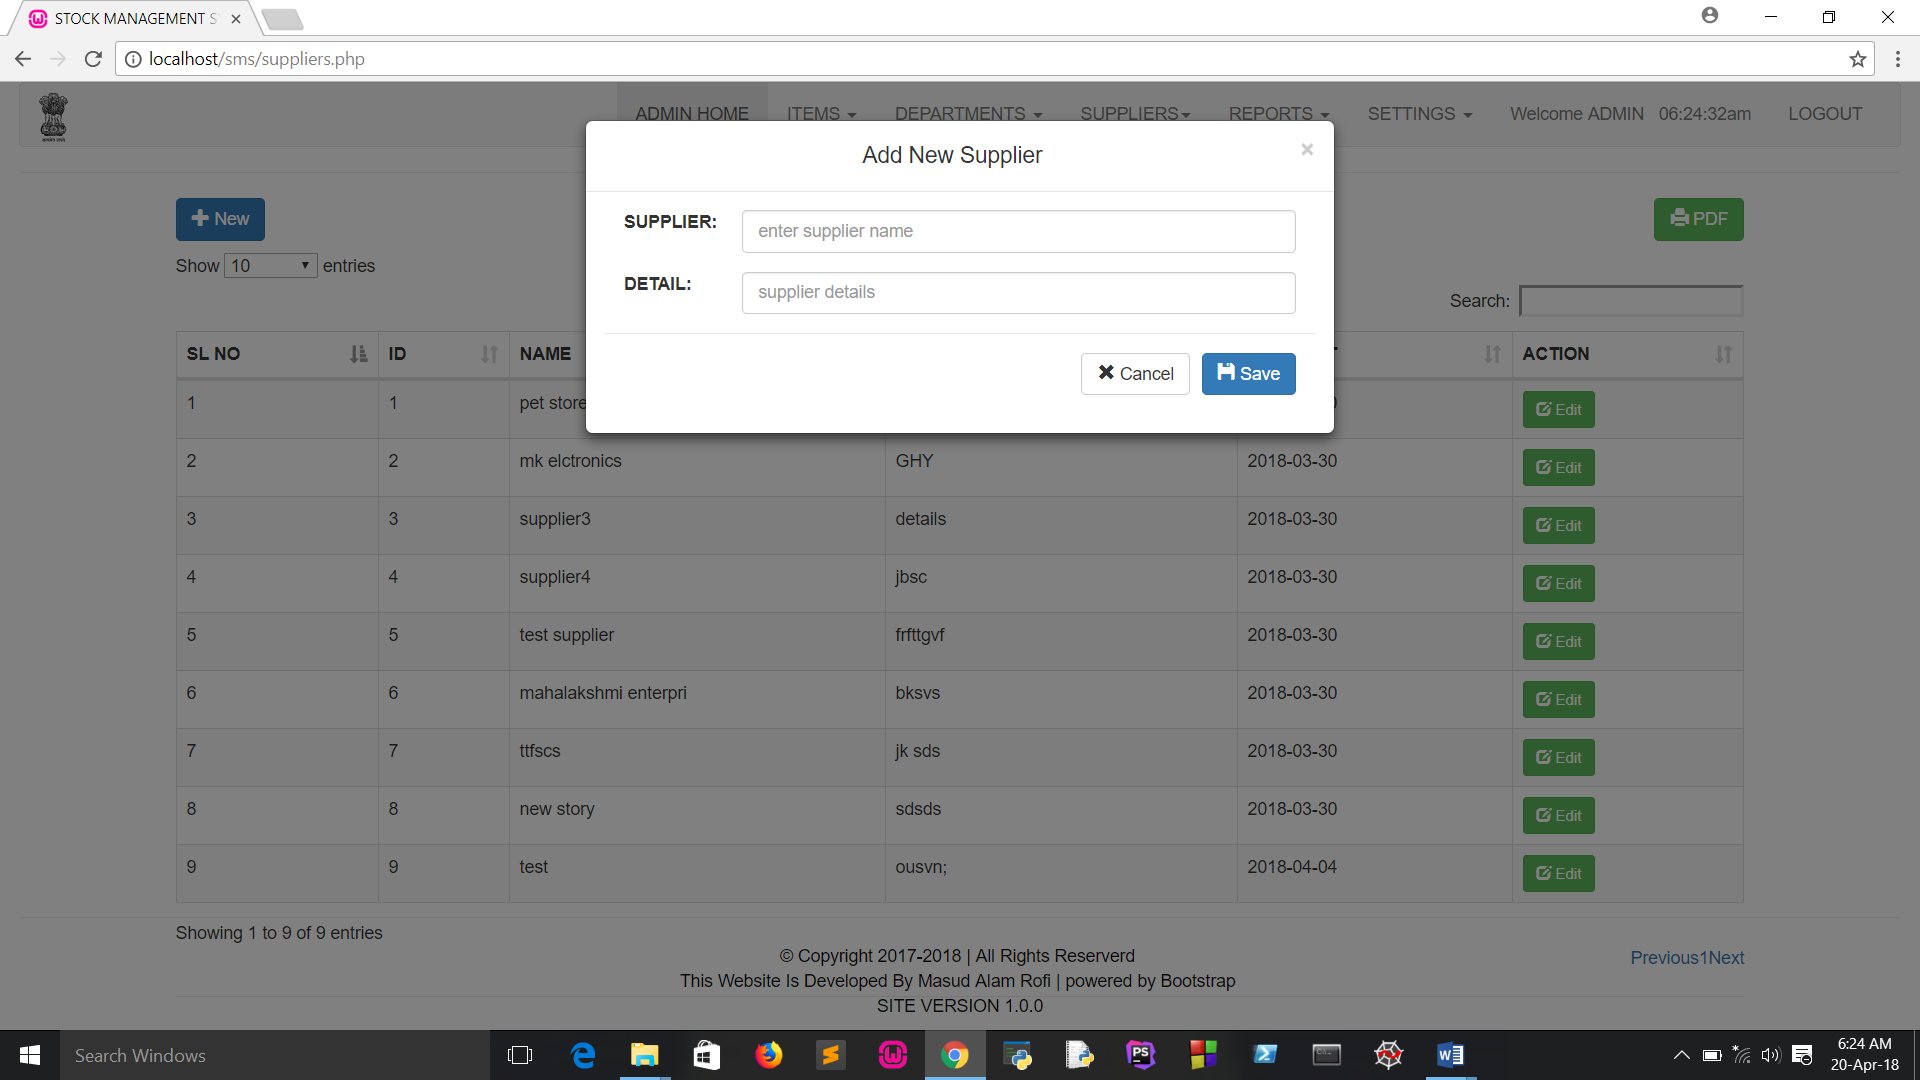 STOCK MANAGEMENT S
localhost/sms/suppliers.php
ADMIN HOME ITEMS DEPARTMENTS SUPPLIERS REPORTS SETTINGS Welcome ADMIN 06:24:32am LOGOUT
Add New Supplier ×
New
PDF
SUPPLIER: enter supplier name
Show 10 entries
DETAIL: supplier details
Search:
SL NO ID NAME ACTION
Cancel Save
1 1 pet store Edit
2 2 mk elctronics GHY 2018-03-30 Edit
3 3 supplier3 details 2018-03-30 Edit
4 4 supplier4 jbsc 2018-03-30 Edit
5 5 test supplier frfttgvf 2018-03-30 Edit
6 6 mahalakshmi enterpri bksvs 2018-03-30 Edit
7 7 ttfscs jk sds 2018-03-30 Edit
8 8 new story sdsds 2018-03-30 Edit
9 9 test ousvn; 2018-04-04 Edit
Showing 1 to 9 of 9 entries
© Copyright 2017-2018 | All Rights Reserverd
Previous1Next
This Website Is Developed By Masud Alam Rofi | powered by Bootstrap
SITE VERSION 1.0.0
Search Windows
6:24 AM
20-Apr-18